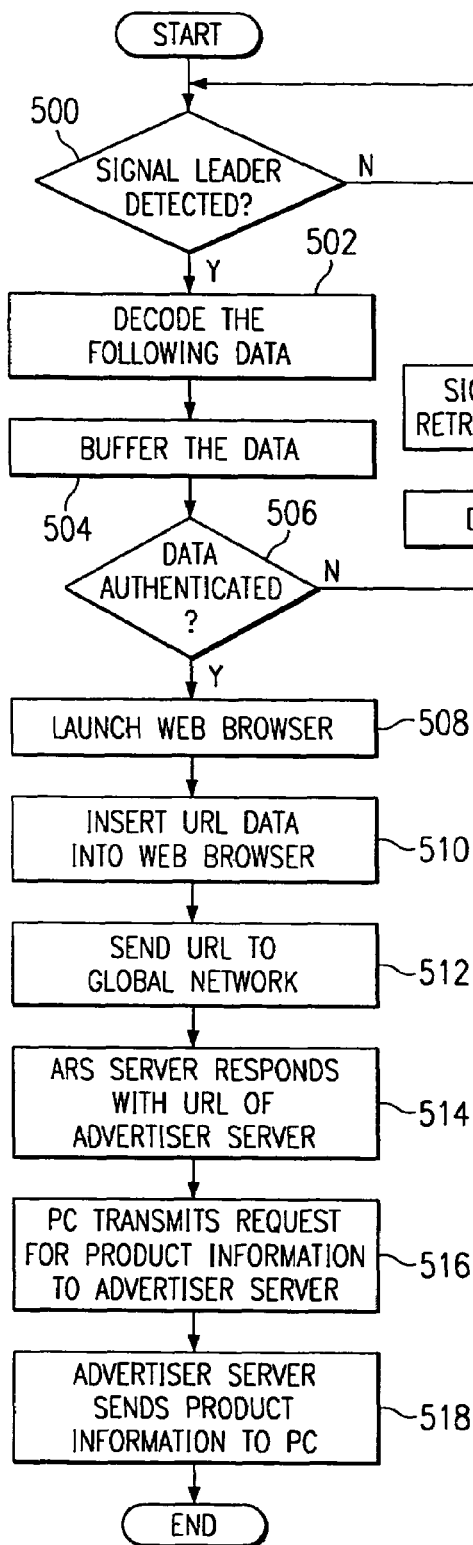 START
500
SIGNAL LEADER
DETECTED?
N
Y
502
DECODE THE
FOLLOWING DATA
BUFFER THE DATA
504
506
DATA
AUTHENTICATED
?
N
Y
LAUNCH WEB BROWSER
508
INSERT URL DATA
INTO WEB BROWSER
510
SEND URL TO
GLOBAL NETWORK
512
ARS SERVER RESPONDS
WITH URL OF
ADVERTISER SERVER
514
PC TRANSMITS REQUEST
FOR PRODUCT INFORMATION
TO ADVERTISER SERVER
516
ADVERTISER SERVER
SENDS PRODUCT
INFORMATION TO PC
518
END